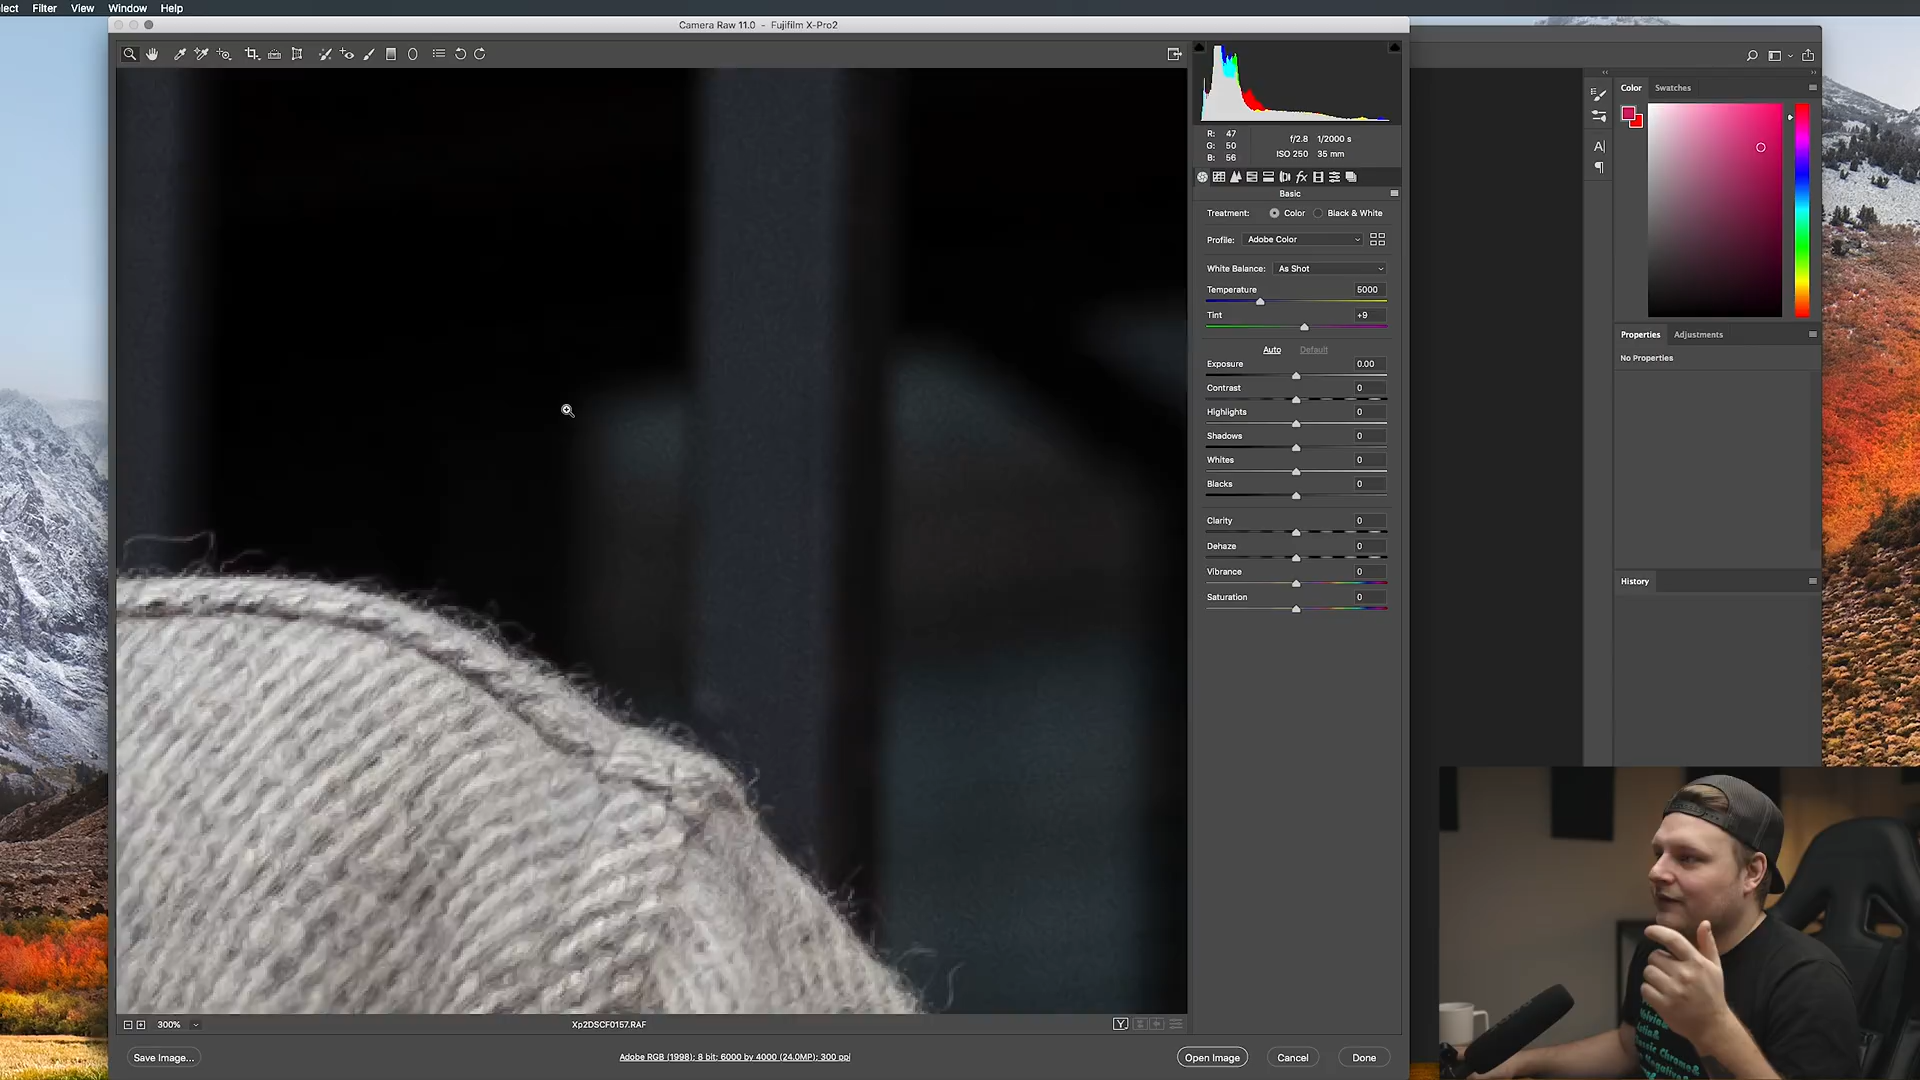 ect Filter View Window Help
Camera Raw 11.0 - Fujifilm X-Pro2
R: 47
G: 50
B: 56
f/2.8 1/2000 s
ISO 250 35 mm
fx
Basic
Treatment: Color Black & White
Profile: Adobe Color
White Balance: As Shot
Temperature 5000
Tint +9
Auto Default
Exposure 0.00
Contrast 0
Highlights 0
Shadows 0
Whites 0
Blacks 0
Clarity 0
Dehaze 0
Vibrance 0
Saturation 0
Color Swatches
A|
¶
Properties Adjustments
No Properties
History
300%
Xp2DSCF0157.RAF
Y
Save Image...
Adobe RGB (1998); 8 bit; 6000 by 4000 (24.0MP); 300 ppi
Open Image Cancel Done
Chrome&